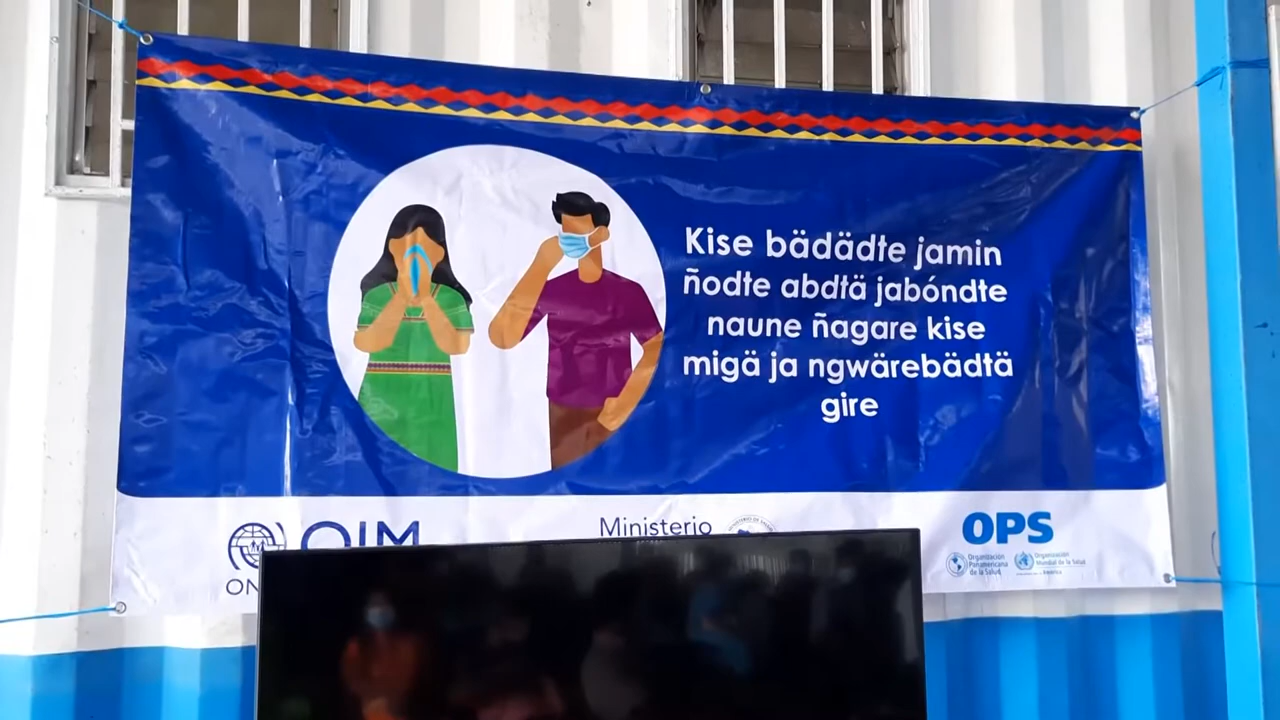 Kise bädädte jamin
ñodte abdtä jabóndte
naune ñagare kise
migä ja ngwärebädtä
gire
OIM
Ministerio
OPS
Organización
Panamericana
de la Salud
Organización
Mundial de la Salud